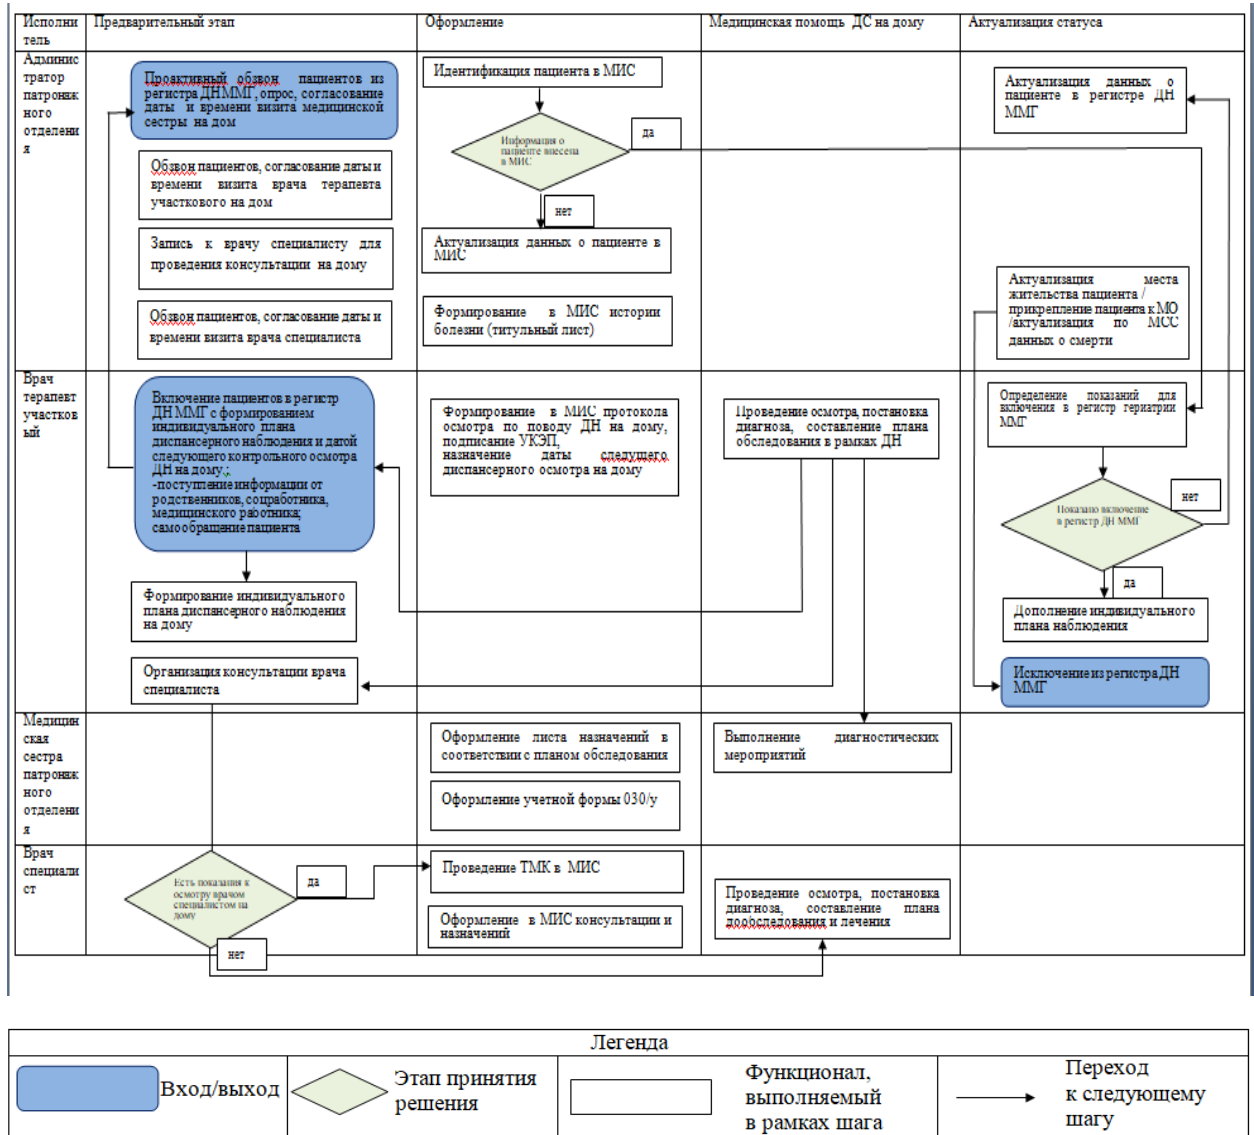 Исполни
тель
Предварительный этап
Оформление
Медицинская помощь ДС на дому
Актуализация статуса
Админис
тратор
патронаж
ного
отделени
я
Проактивный обзвон пациентов из
регистра ДН ММГ, опрос, согласование
даты и времени визита медицинской
сестры на дом
Обзвон пациентов, согласование даты и
времени визита врача терапевта
участкового на дом
Запись к врачу специалисту для
проведения консультации на дому
Обзвон пациентов, согласование даты и
времени визита врача специалиста
Идентификация пациента в МИС
Информация о
пациенте внесена
в МИС
да
нет
Актуализация данных о пациенте в
МИС
Формирование в МИС истории
болезни (титульный лист)
Актуализация данных о
пациенте в регистре ДН
ММГ
Актуализация места
жительства пациента /
прикрепление пациента к МО
/актуализация по МСС
данных о смерти
Врач
терапевт
участков
ый
Включение пациентов в регистр
ДН ММГ с формированием
индивидуального плана
диспансерного наблюдения и датой
следующего контрольного осмотра
ДН на дому.;
-поступление информации от
родственников, соцработника,
медицинского работника;
самообращение пациента
Формирование индивидуального
плана диспансерного наблюдения
на дому
Организация консультации врача
специалиста
Формирование в МИС протокола
осмотра по поводу ДН на дому,
подписание УКЭП,
назначение даты следущего
диспансерного осмотра на дому
Проведение осмотра, постановка
диагноза, составление плана
обследования в рамках ДН
Определение показаний для
включения в регистр гериатрии
ММГ
нет
Показано включение
в регистр ДН ММГ
да
Дополнение индивидуального
плана наблюдения
Исключение из регистра ДН
ММГ
Медицин
ская
сестра
патронаж
ного
отделени
я
Оформление листа назначений в
соответствии с планом обследования
Оформление учетной формы 030/у
Выполнение диагностических
мероприятий
Врач
специали
ст
Есть показания к
осмотру врачом
специалистом на
дому
да
нет
Проведение ТМК в МИС
Оформление в МИС консультации и
назначений
Проведение осмотра, постановка
диагноза, составление плана
дообследования и лечения
Легенда
Вход/выход
Этап принятия
решения
Функционал,
выполняемый
в рамках шага
Переход
к следующему
шагу